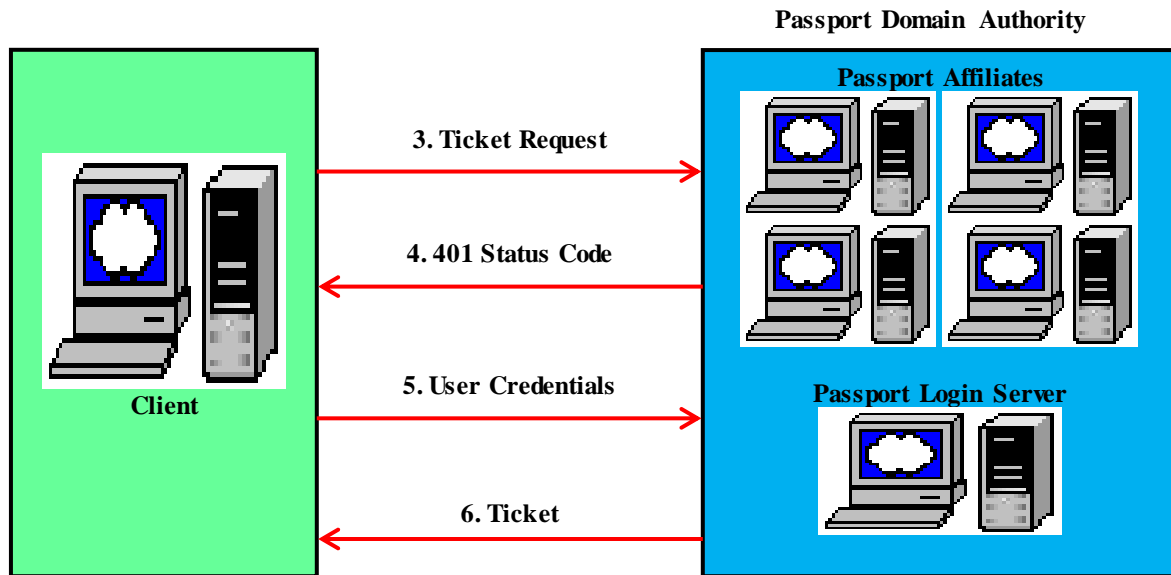 Passport Domain Authority
Passport Affiliates
3. Ticket Request
4. 401 Status Code
5. User Credentials
Client
Passport Login Server
6. Ticket